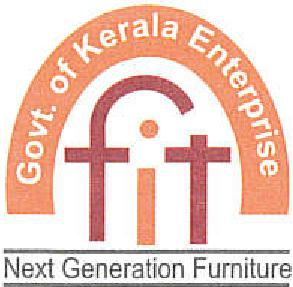 Govt. of Kerala Enterprise
fit
Next Generation Furniture